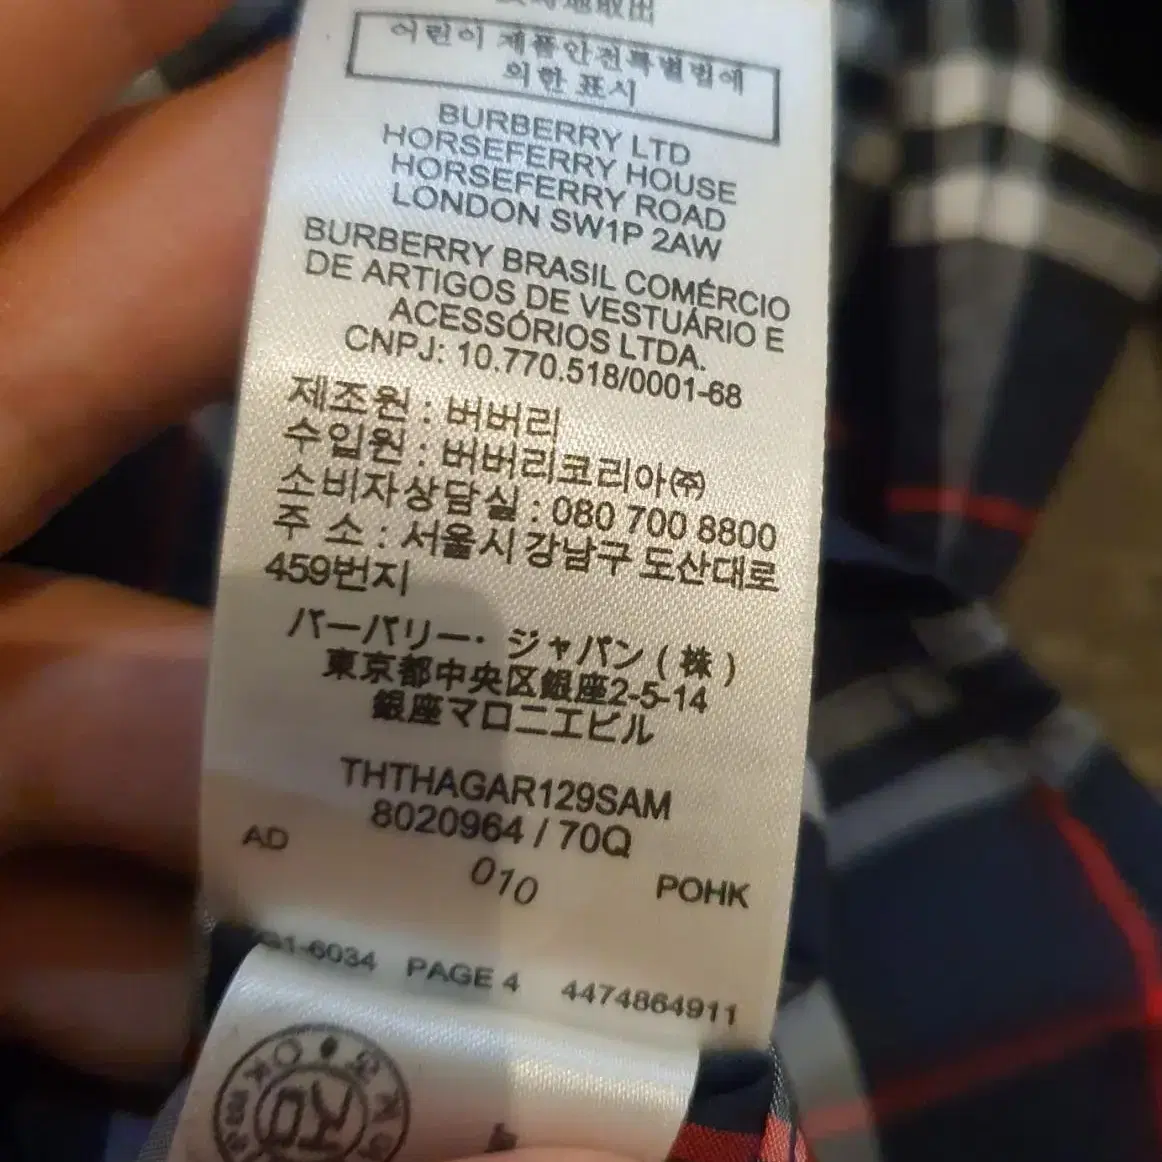 어린이제품안전특별법에
의한 표시
BURBERRY LTD
HORSEFERRY HOUSE
HORSEFERRY ROAD
LONDON SW1P 2AW
BURBERRY BRASIL COMÉRCIO
DE ARTIGOS DE VESTUÁRIO E
ACESSÓRIOS LTDA.
CNPJ: 10.770.518/0001-68
제조원 : 버버리
수입원 : 버버리코리아㈜
소비자상담실 : 080 700 8800
주 소 : 서울시 강남구 도산대로
459번지
バーバリー・ジャパン(株)
東京都中央区銀座2-5-14
銀座マロニエビル
THTHAGAR129SAM
8020964 / 70Q
AD 010 POHK
PAGE 4 4474864911